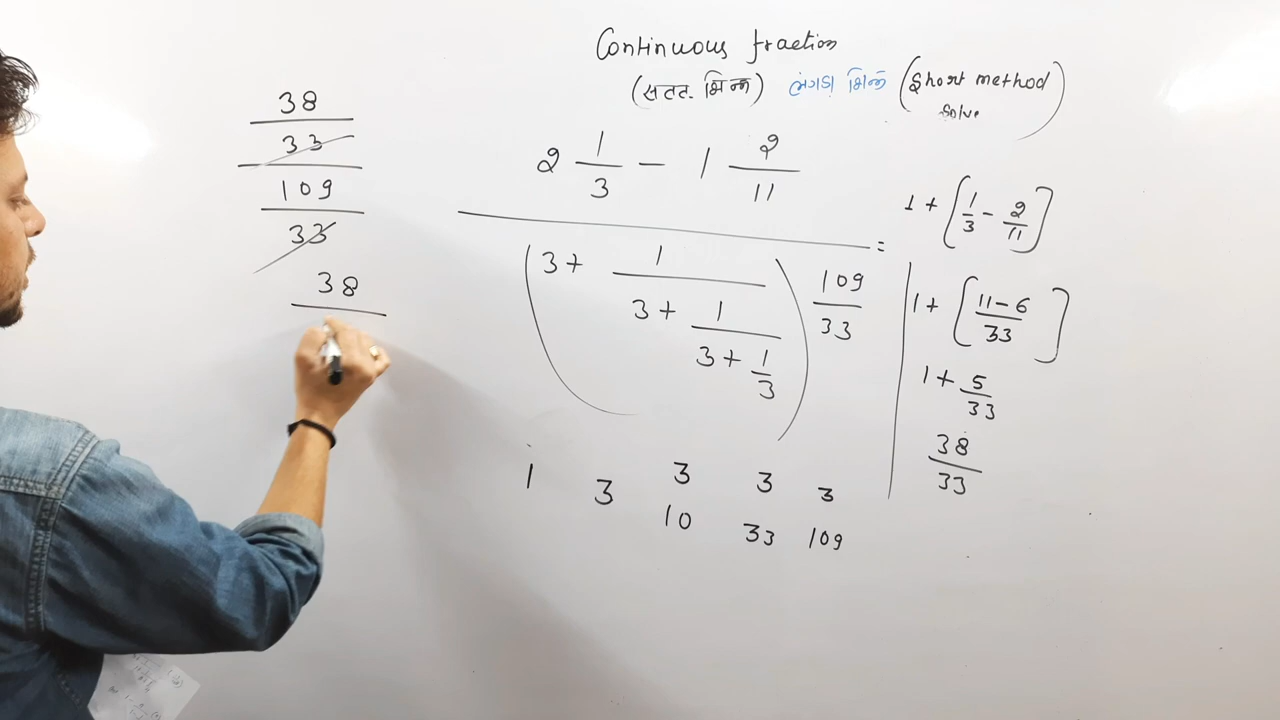 Continuous fraction
(सतत भिन्न) लंगडा भिन्न (Short method
solve)
38
33
109
33
38
2 1/3 - 1 2/11
=
3 + 1
3 + 1
3 + 1/3
109
33
1 3 3 3 3
10 33 109
1 + [1/3 - 2/11]
1 + [11-6/33]
1 + 5/33
38
33